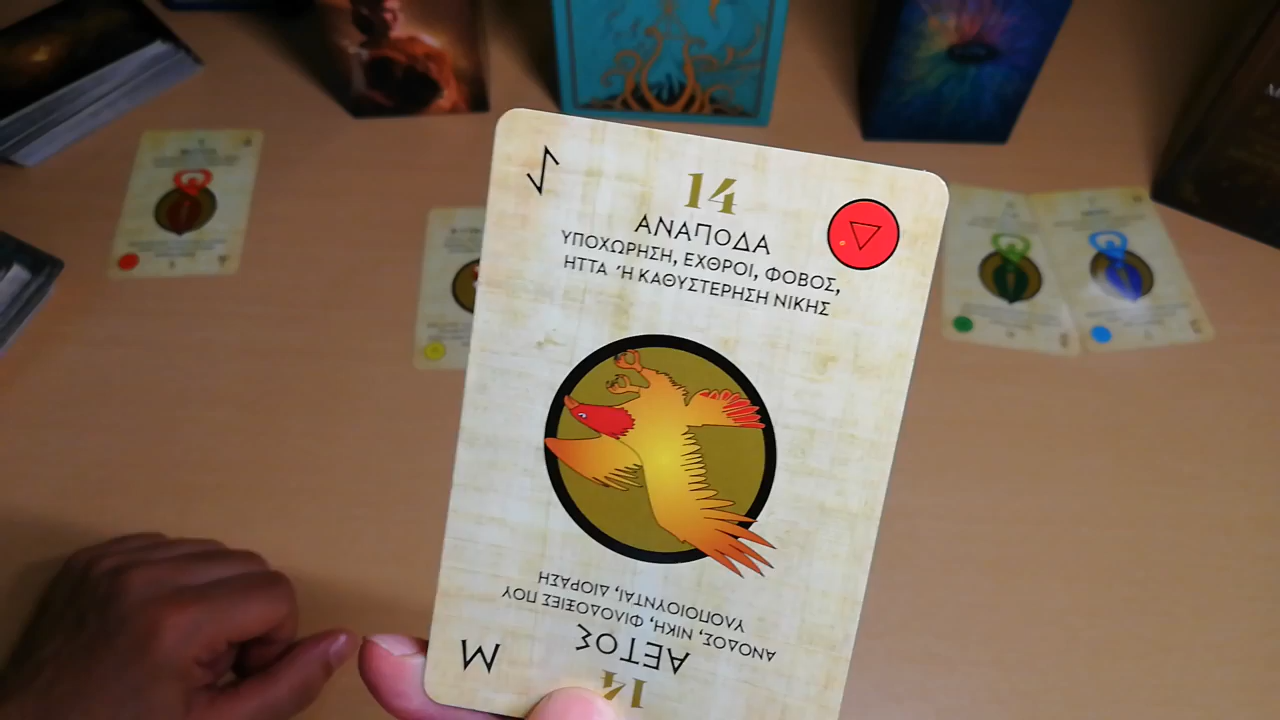 14
ΑΝΑΠΟΔΑ
ΥΠΟΧΩΡΗΣΗ, ΕΧΘΡΟΙ, ΦΟΒΟΣ,
ΗΤΤΑ Ή ΚΑΘΥΣΤΕΡΗΣΗ ΝΙΚΗΣ
14
ΑΕΤΟΣ
ΑΝΟΔΟΣ, ΝΙΚΗ, ΦΙΛΟΔΟΞΙΕΣ ΠΟΥ
ΥΛΟΠΟΙΟΥΝΤΑΙ, ΔΙΟΡΑΣΗ